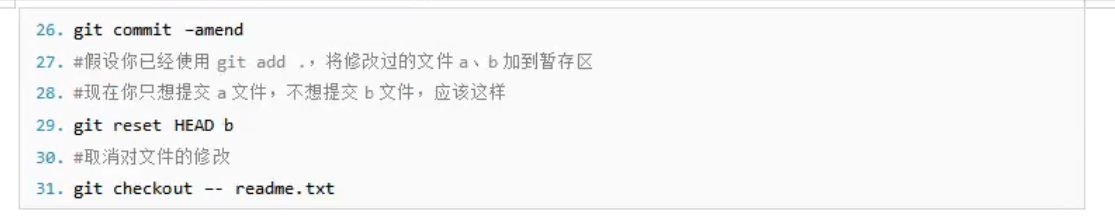 26. git commit –amend
27. #假设你已经使用 git add .，将修改过的文件 a、b 加到暂存区
28. #现在你只想提交 a 文件，不想提交 b 文件，应该这样
29. git reset HEAD b
30. #取消对文件的修改
31. git checkout –- readme.txt